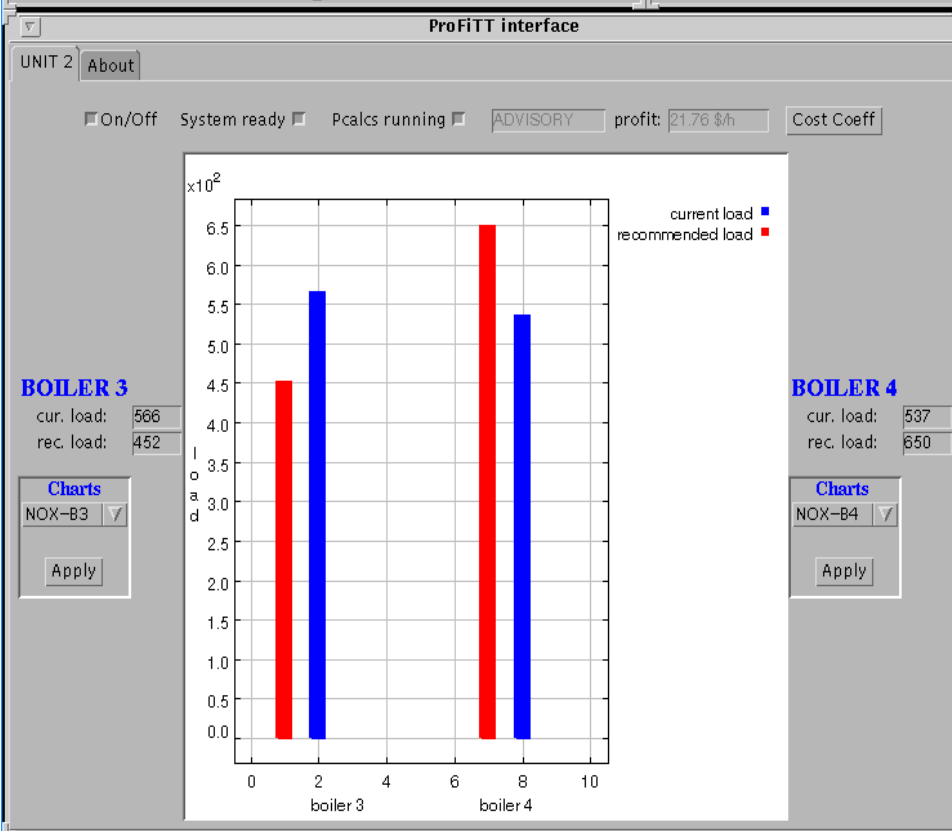 ProFiTT interface
UNIT 2 About
On/Off System ready Pcalcs running ADVISORY profit: 21.76 $/h Cost Coeff
x10²
current load
recommended load
6.5
6.0
5.5
5.0
4.5
4.0
3.5
3.0
2.5
2.0
1.5
1.0
0.5
0.0
load
0 2 4 6 8 10
boiler 3 boiler 4
BOILER 3
cur. load: 566
rec. load: 452
Charts
NOX-B3
Apply
BOILER 4
cur. load: 537
rec. load: 650
Charts
NOX-B4
Apply